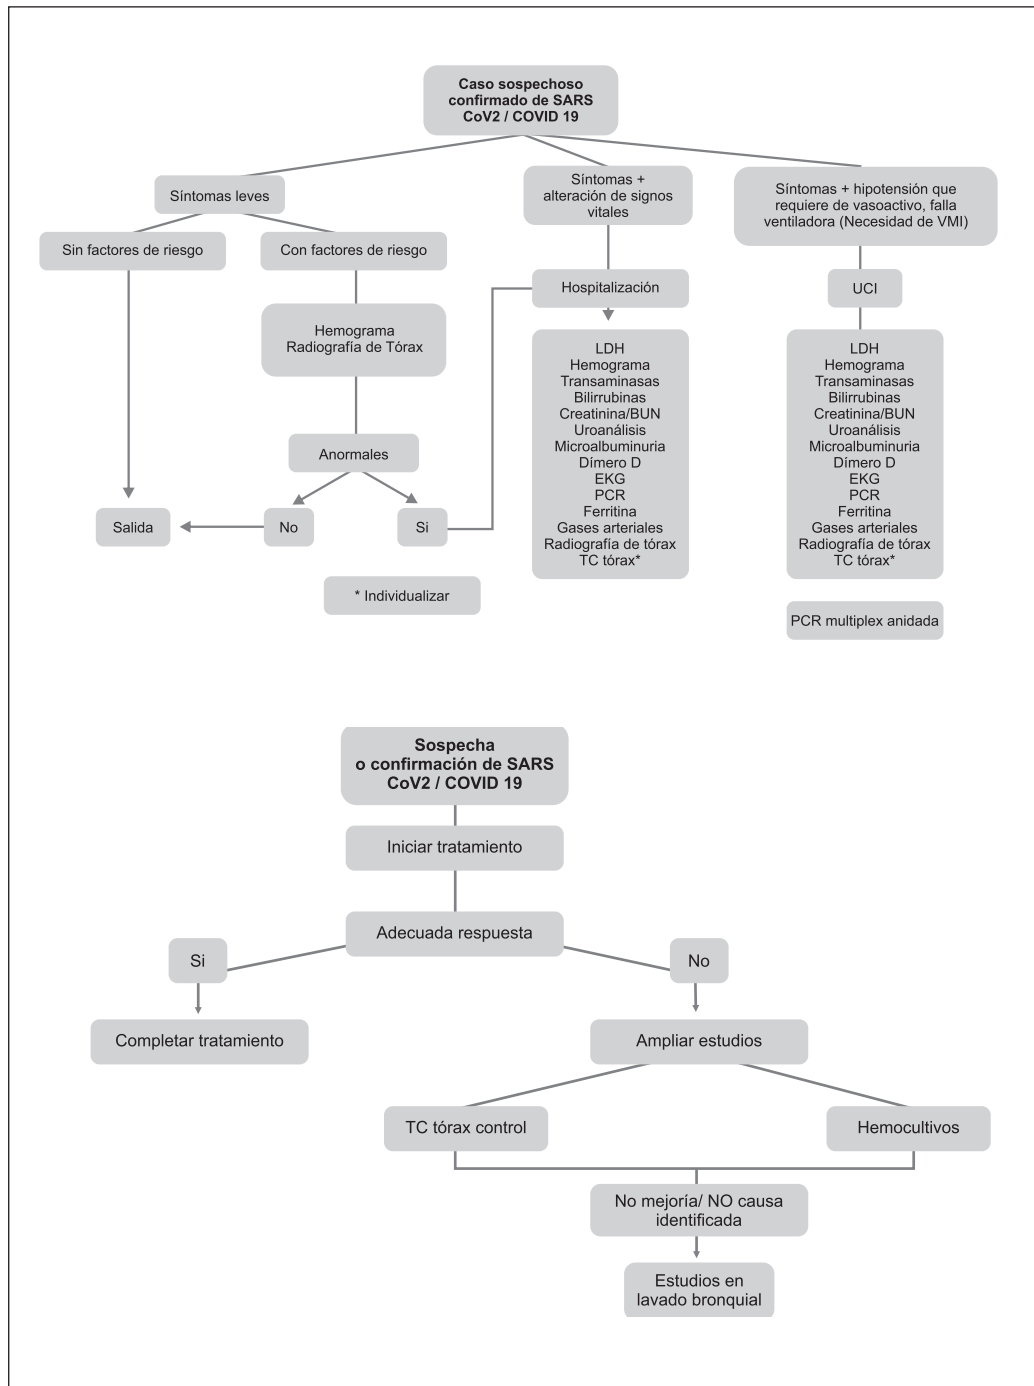 Caso sospechoso
confirmado de SARS
CoV2 / COVID 19
Síntomas leves
Síntomas +
alteración de signos
vitales
Síntomas + hipotensión que
requiere de vasoactivo, falla
ventiladora (Necesidad de VMI)
Sin factores de riesgo
Con factores de riesgo
Hospitalización
UCI
Hemograma
Radiografía de Tórax
Anormales
Salida
No
Si
LDH
Hemograma
Transaminasas
Bilirrubinas
Creatinina/BUN
Uroanálisis
Microalbuminuria
Dímero D
EKG
PCR
Ferritina
Gases arteriales
Radiografía de tórax
TC tórax*
LDH
Hemograma
Transaminasas
Bilirrubinas
Creatinina/BUN
Uroanálisis
Microalbuminuria
Dímero D
EKG
PCR
Ferritina
Gases arteriales
Radiografía de tórax
TC tórax*
* Individualizar
PCR multiplex anidada
Sospecha
o confirmación de SARS
CoV2 / COVID 19
Iniciar tratamiento
Adecuada respuesta
Si
No
Completar tratamiento
Ampliar estudios
TC tórax control
Hemocultivos
No mejoría/ NO causa
identificada
Estudios en
lavado bronquial